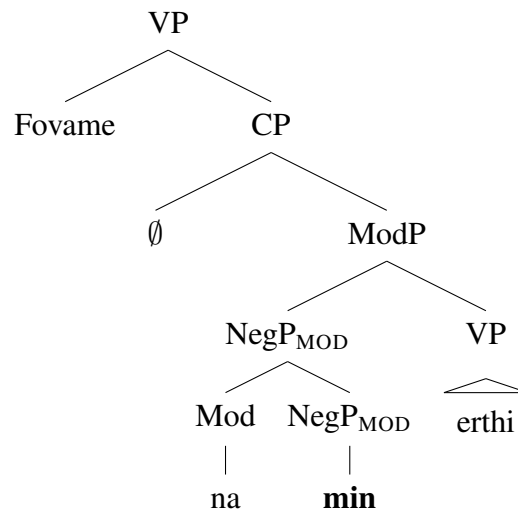 VP
Fovame CP
∅ ModP
NegP_MOD VP
Mod NegP_MOD erthi
na min